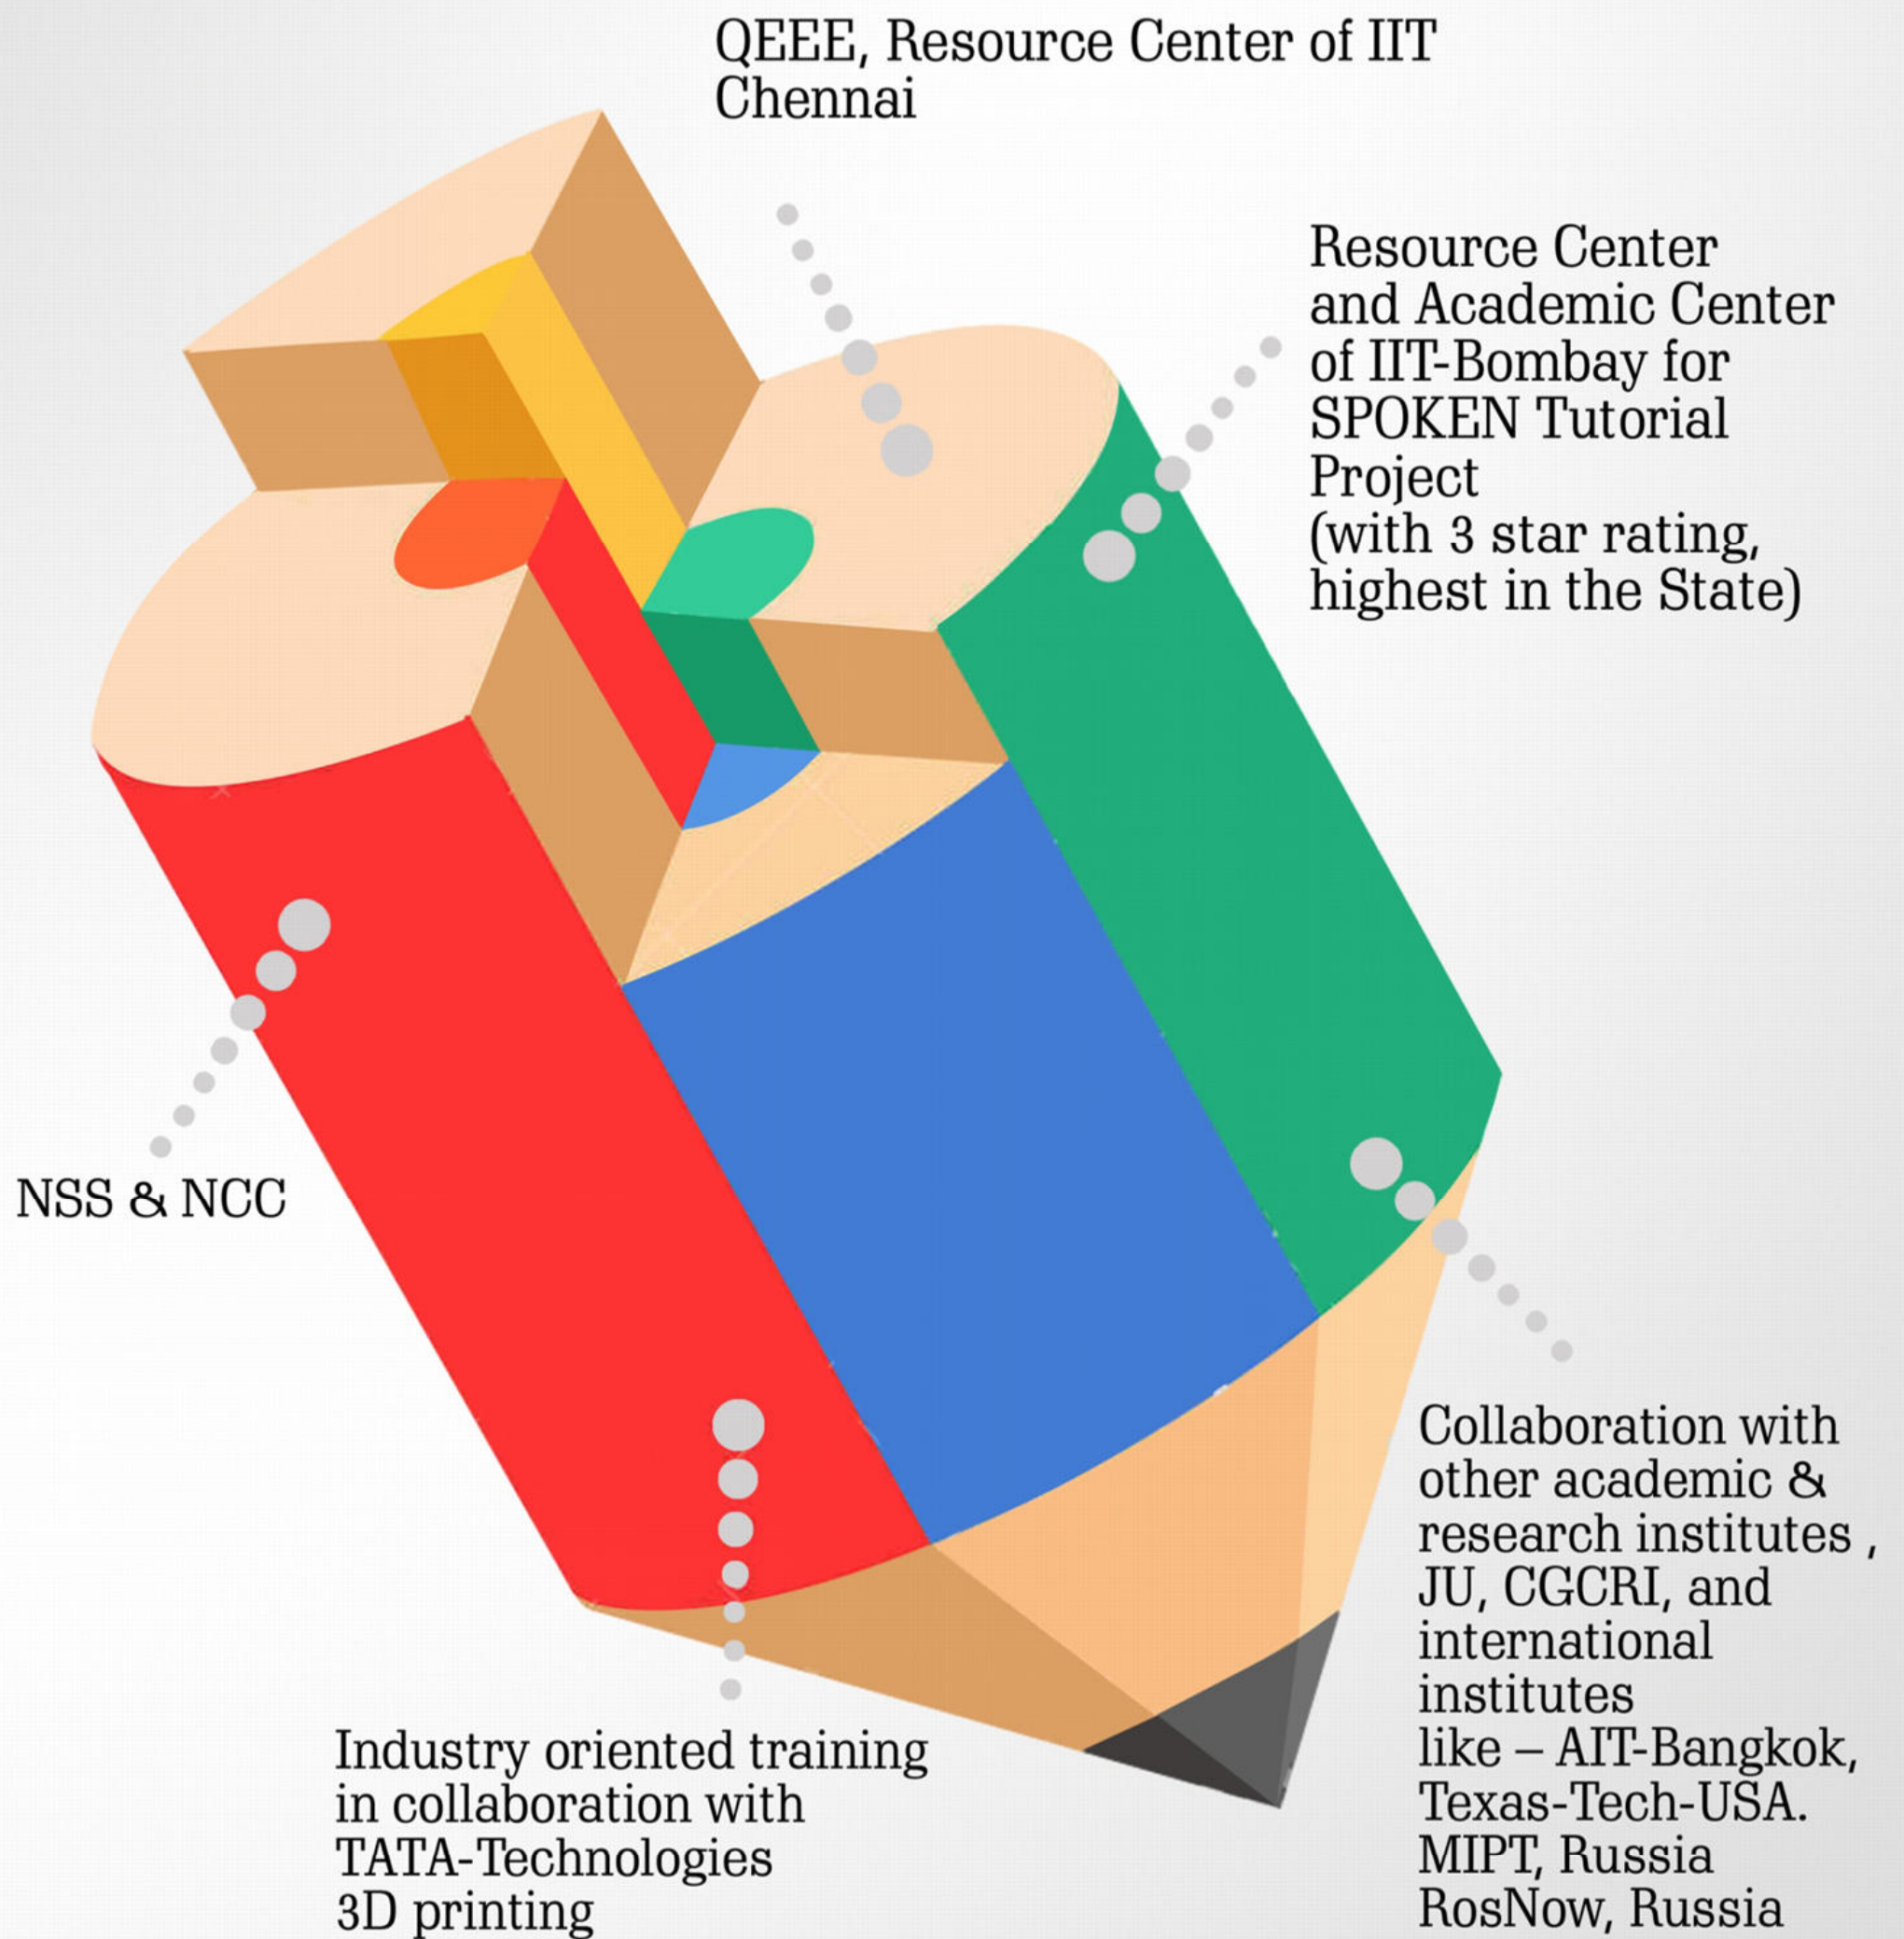 QEEE, Resource Center of IIT
Chennai
Resource Center
and Academic Center
of IIT-Bombay for
SPOKEN Tutorial
Project
(with 3 star rating,
highest in the State)
NSS & NCC
Collaboration with
other academic &
research institutes ,
JU, CGCRI, and
international
institutes
like – AIT-Bangkok,
Texas-Tech-USA.
MIPT, Russia
RosNow, Russia
Industry oriented training
in collaboration with
TATA-Technologies
3D printing